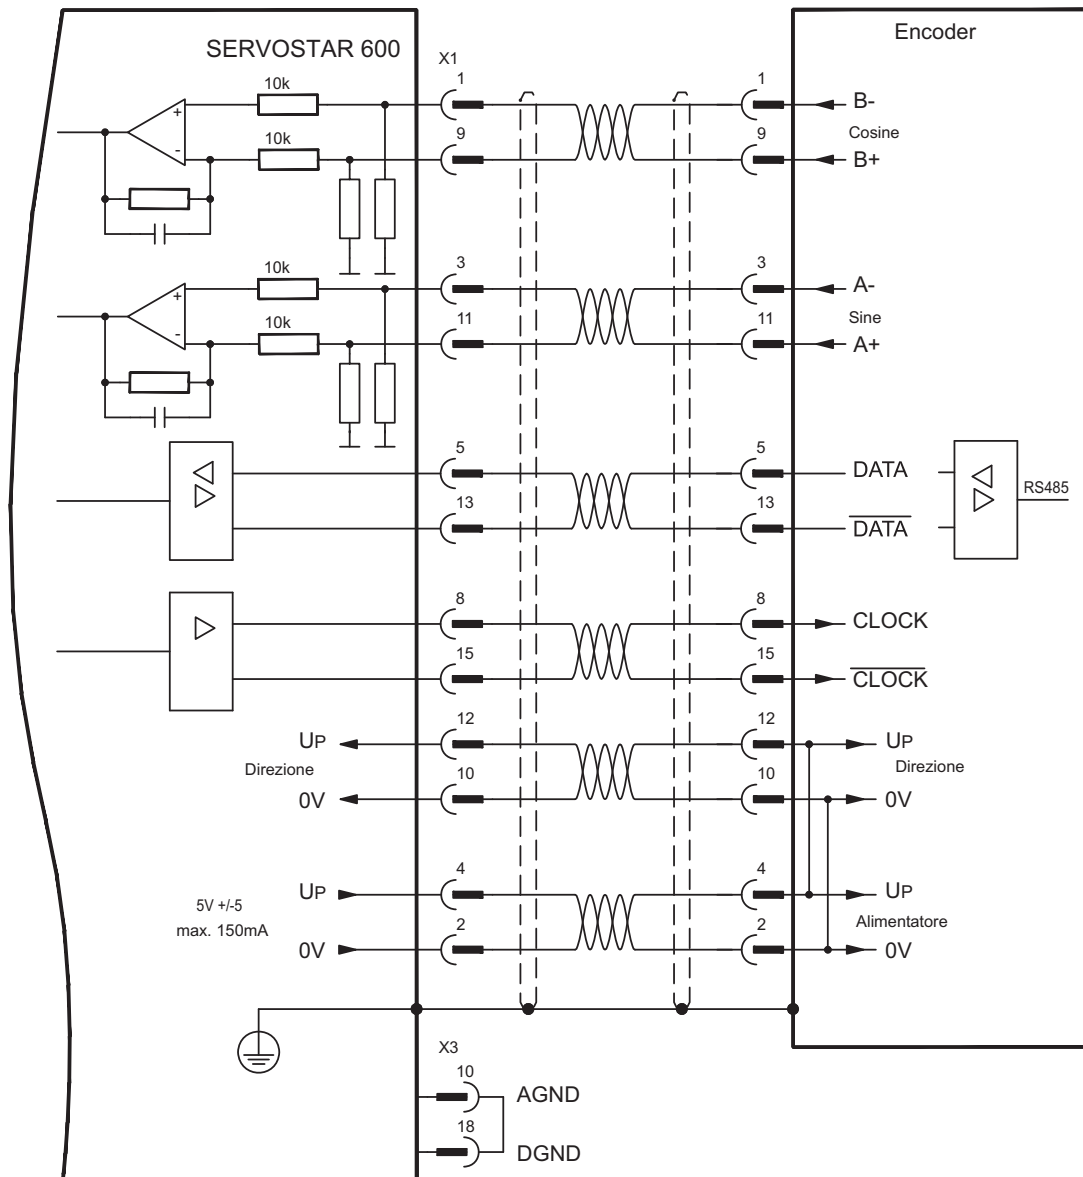 SERVOSTAR 600
X1
Encoder
10k
1
1
B-
+
Cosine
10k
9
9
B+
-
10k
3
3
A-
+
Sine
10k
11
11
A+
-
5
5
DATA
RS485
13
13
DATA
8
8
CLOCK
15
15
CLOCK
UP
12
12
UP
Direzione
Direzione
0V
10
10
0V
UP
4
4
UP
5V +/-5
max. 150mA
Alimentatore
0V
2
2
0V
X3
10
AGND
18
DGND